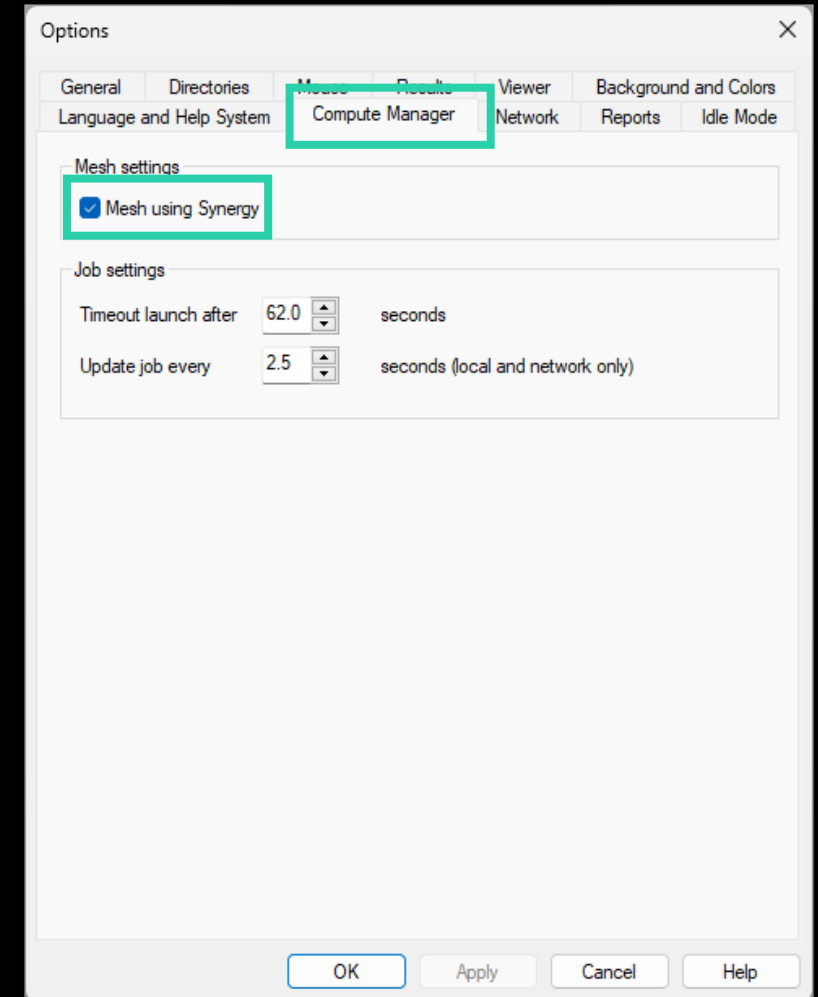 Options
General Directories Mouse Results Viewer Background and Colors
Language and Help System Compute Manager Network Reports Idle Mode
Mesh settings
Mesh using Synergy
Job settings
Timeout launch after 62.0 seconds
Update job every 2.5 seconds (local and network only)
OK Apply Cancel Help